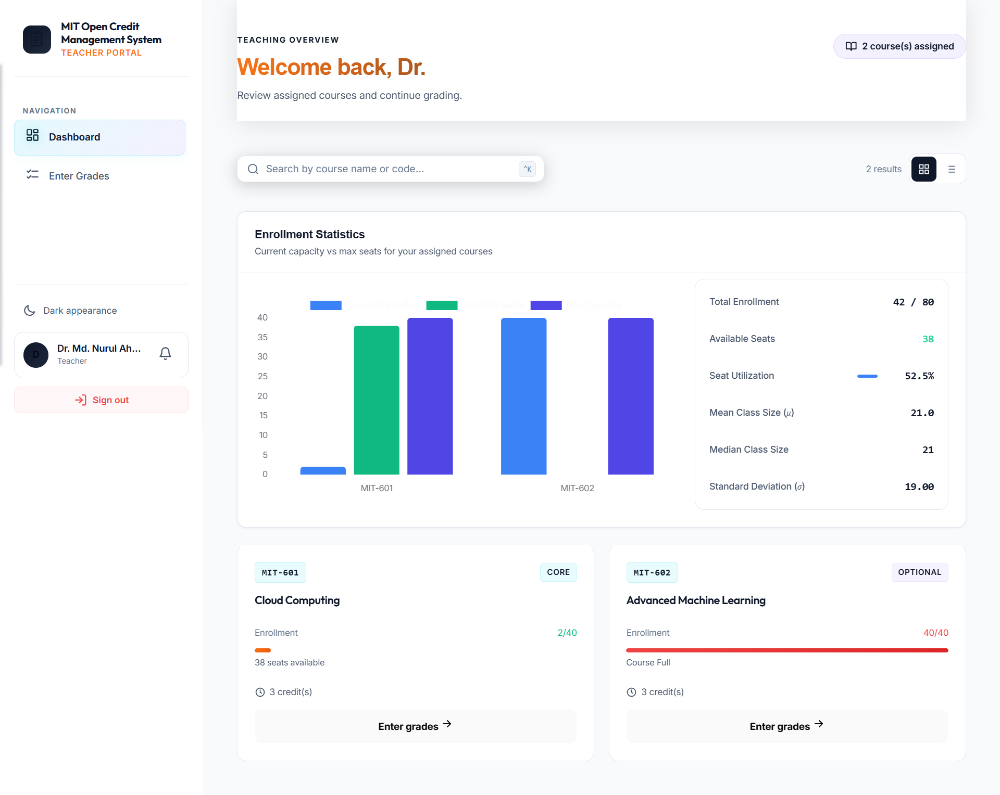 MIT Open Credit
Management System
TEACHER PORTAL
NAVIGATION
Dashboard
Enter Grades
Dark appearance
D
Dr. Md. Nurul Ah...
Teacher
Sign out
TEACHING OVERVIEW
Welcome back, Dr.
Review assigned courses and continue grading.
2 course(s) assigned
Search by course name or code...
^K
2 results
Enrollment Statistics
Current capacity vs max seats for your assigned courses
Currently Enrolled
Available Seats
Max Capacity
40
35
30
25
20
15
10
5
0
MIT-601
MIT-602
Total Enrollment 42 / 80
Available Seats 38
Seat Utilization 52.5%
Mean Class Size (μ) 21.0
Median Class Size 21
Standard Deviation (σ) 19.00
MIT-601
CORE
Cloud Computing
Enrollment 2/40
38 seats available
3 credit(s)
Enter grades →
MIT-602
OPTIONAL
Advanced Machine Learning
Enrollment 40/40
Course Full
3 credit(s)
Enter grades →